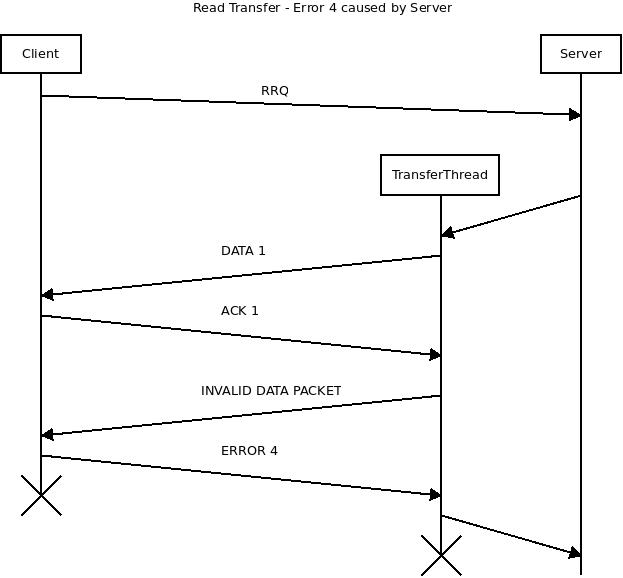 Read Transfer - Error 4 caused by Server
Client
Server
RRQ
TransferThread
DATA 1
ACK 1
INVALID DATA PACKET
ERROR 4